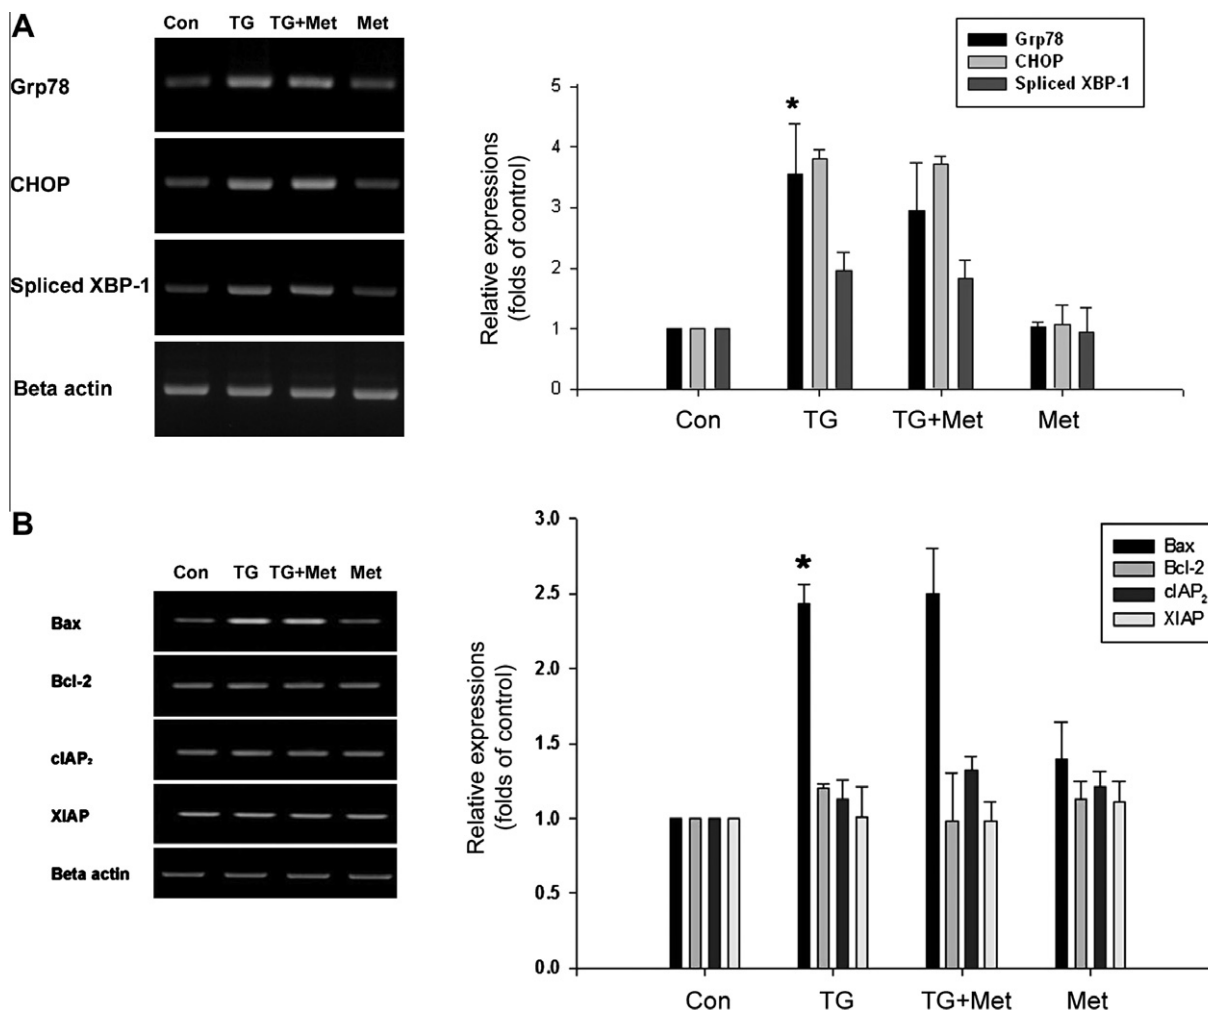 A
Con TG TG+Met Met
Grp78
CHOP
Spliced XBP-1
Beta actin
Grp78
CHOP
Spliced XBP-1
Relative expressions
(folds of control)
5
4
3
2
1
0
*
Con TG TG+Met Met
B
Con TG TG+Met Met
Bax
Bcl-2
cIAP₂
XIAP
Beta actin
Bax
Bcl-2
cIAP₂
XIAP
Relative expressions
(folds of control)
3.0
2.5
2.0
1.5
1.0
0.5
0.0
*
Con TG TG+Met Met